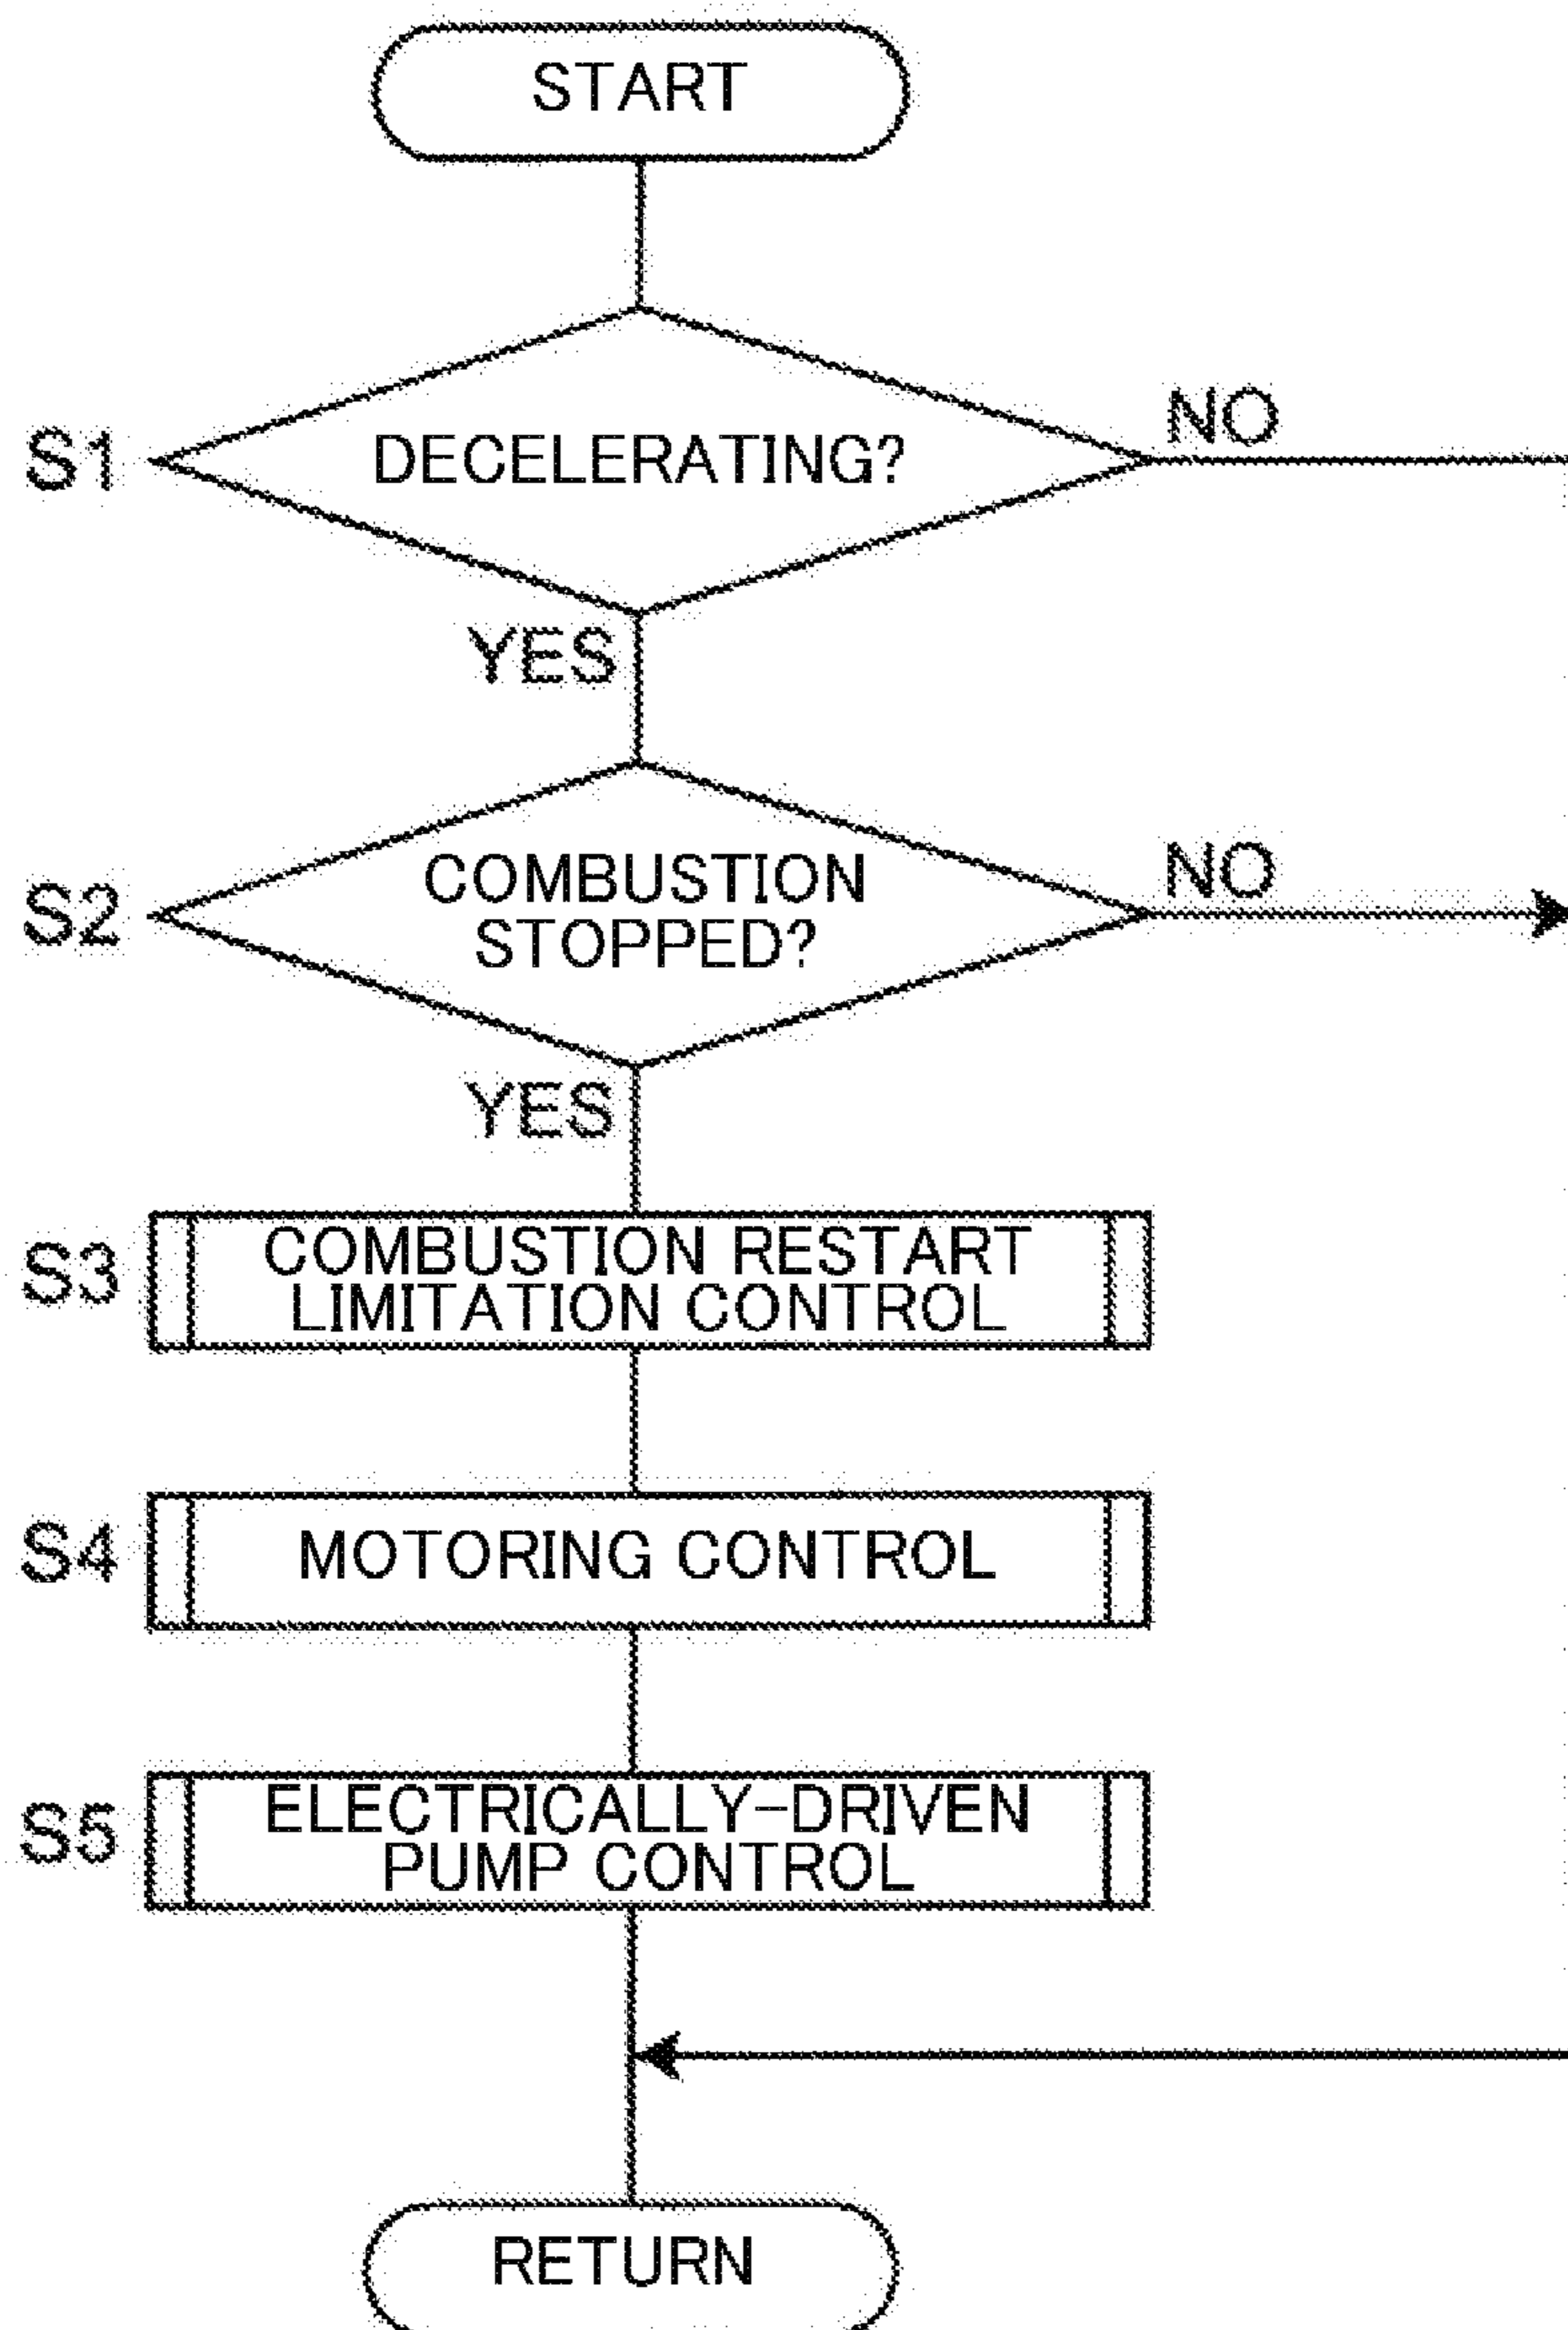 START
S1
DECELERATING?
NO
YES
S2
COMBUSTION
STOPPED?
NO
YES
S3
COMBUSTION RESTART
LIMITATION CONTROL
S4
MOTORING CONTROL
S5
ELECTRICALLY-DRIVEN
PUMP CONTROL
RETURN